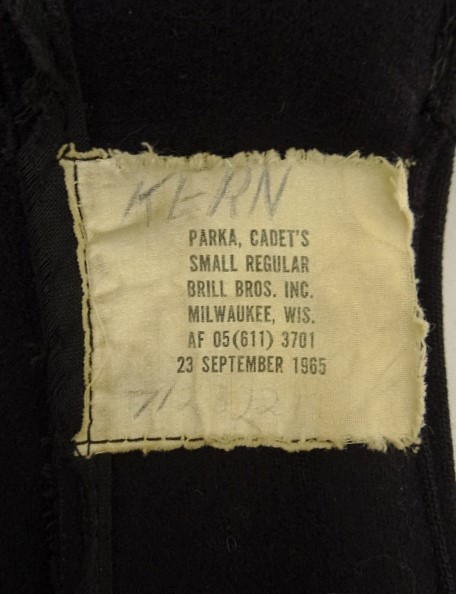 KERN
PARKA, CADET'S
SMALL REGULAR
BRILL BROS. INC.
MILWAUKEE, WIS.
AF 05(611) 3701
23 SEPTEMBER 1965